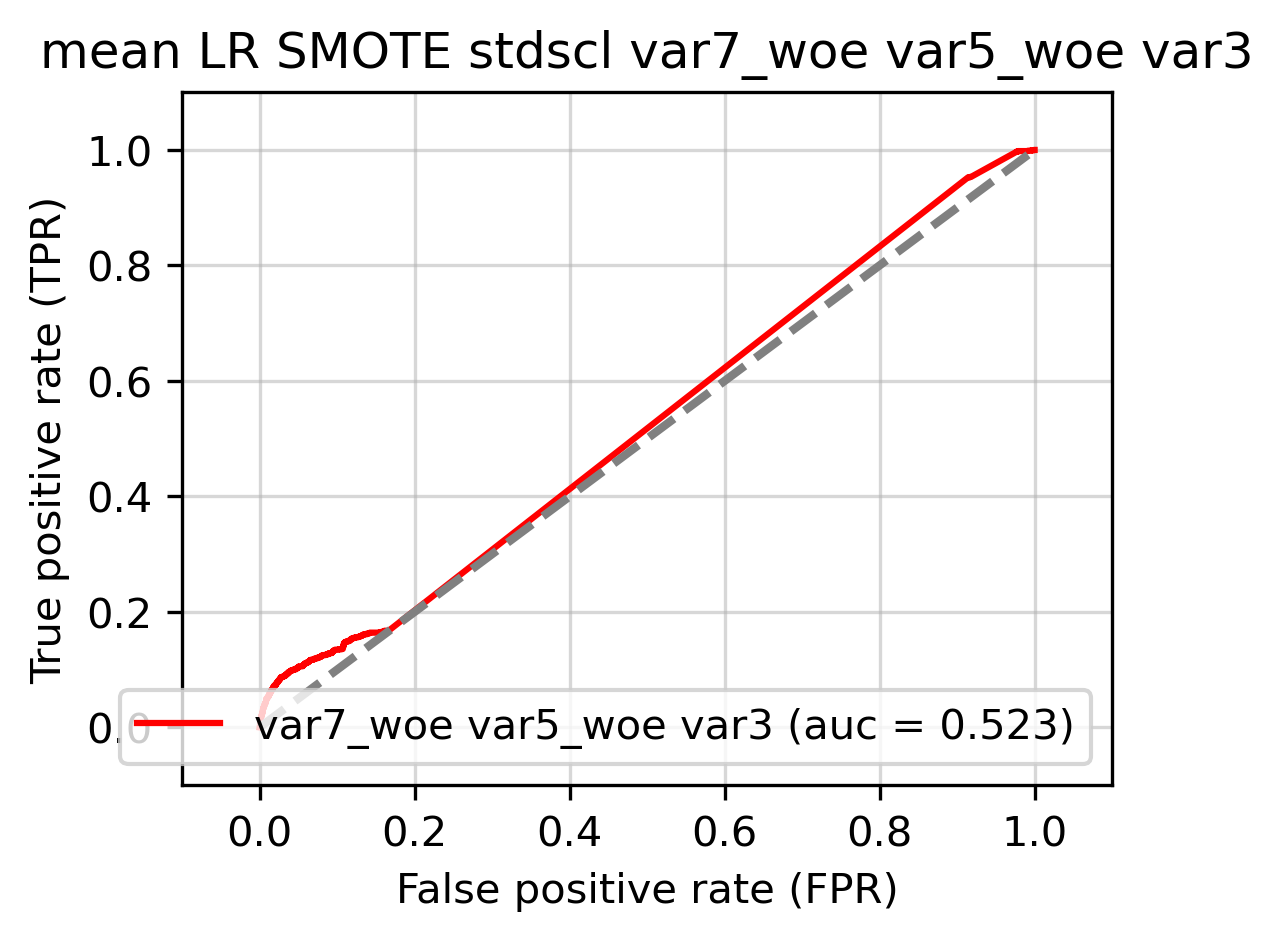 mean LR SMOTE stdscl var7_woe var5_woe var3
1.0
0.8
0.6
0.4
0.2
0.0
True positive rate (TPR)
var7_woe var5_woe var3 (auc = 0.523)
0.0 0.2 0.4 0.6 0.8 1.0
False positive rate (FPR)